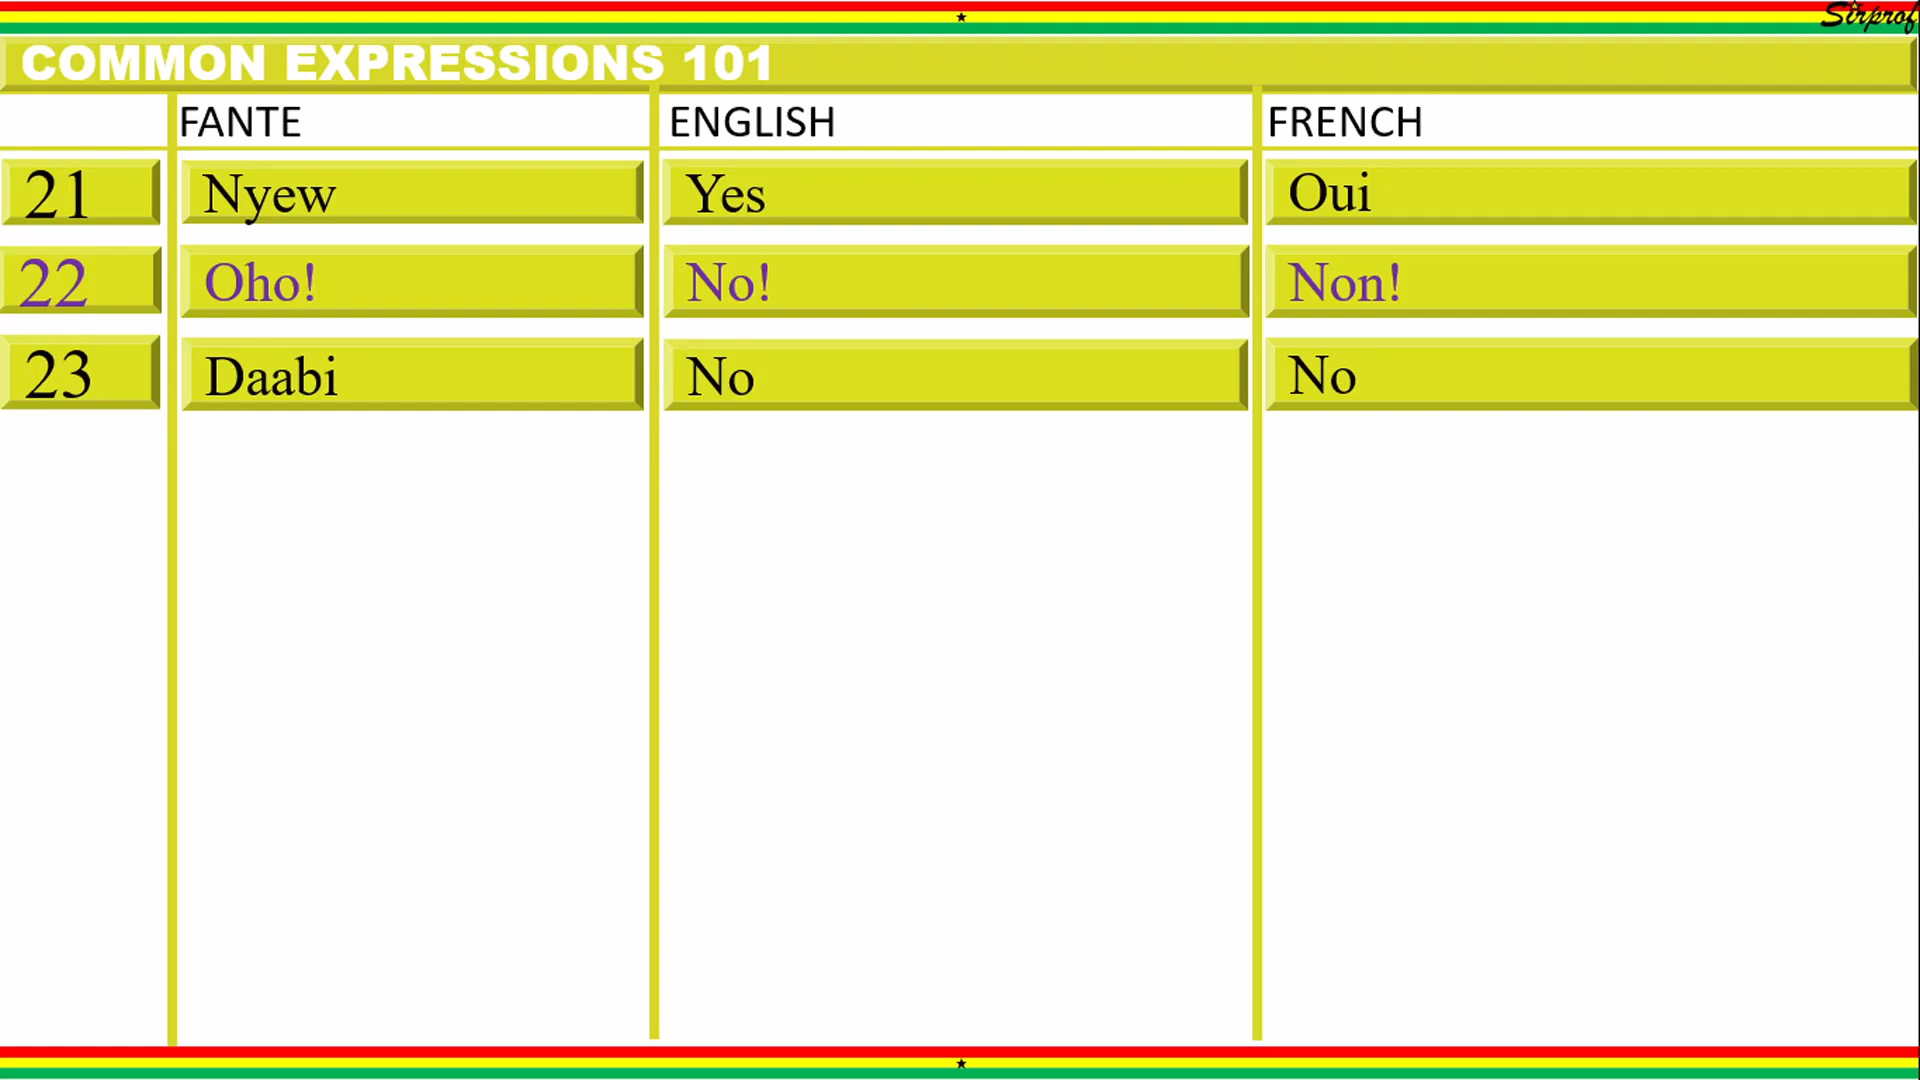 Sirprof
COMMON EXPRESSIONS 101
FANTE ENGLISH FRENCH
21 Nyew Yes Oui
22 Oho! No! Non!
23 Daabi No No